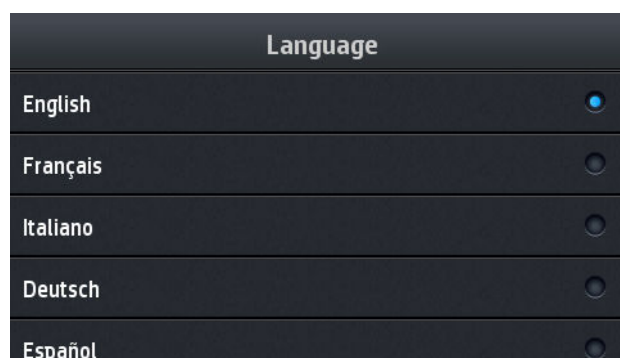 Language
English
Français
Italiano
Deutsch
Español